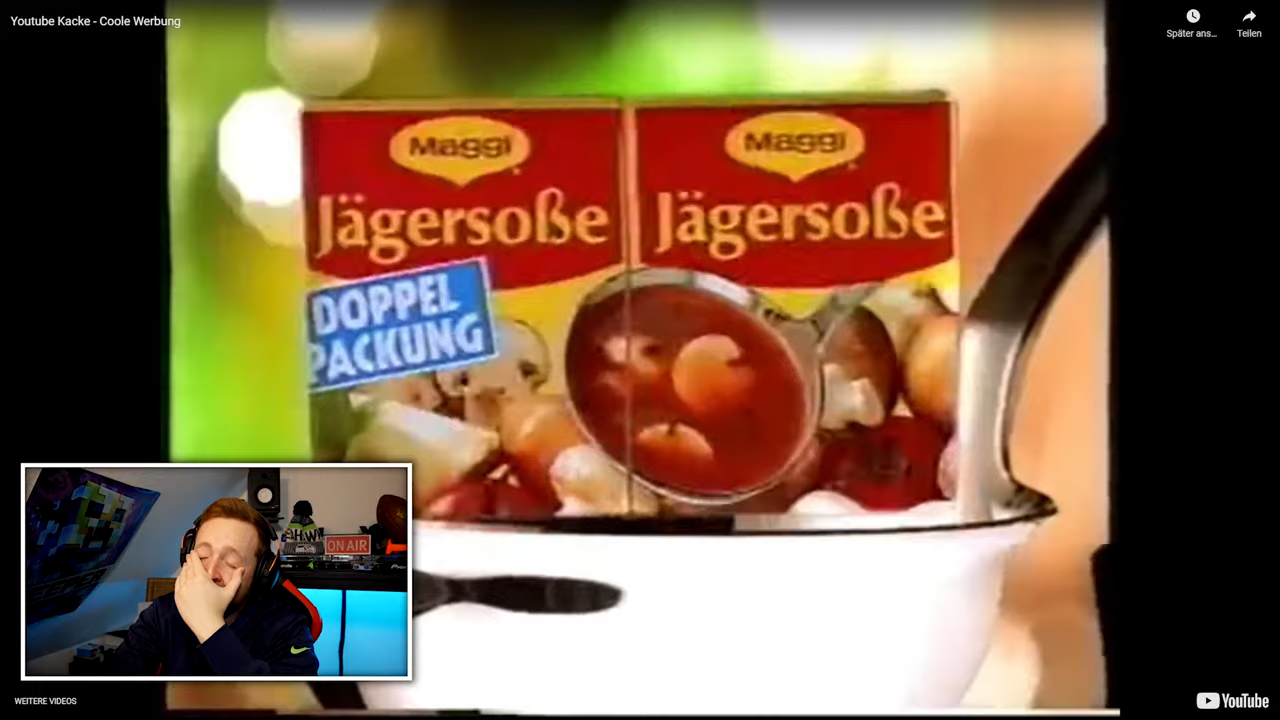 Youtube Kacke - Coole Werbung
Später ans...
Teilen
Maggi
Maggi
Jägersoße
Jägersoße
DOPPEL
PACKUNG
ON AIR
WEITERE VIDEOS
YouTube